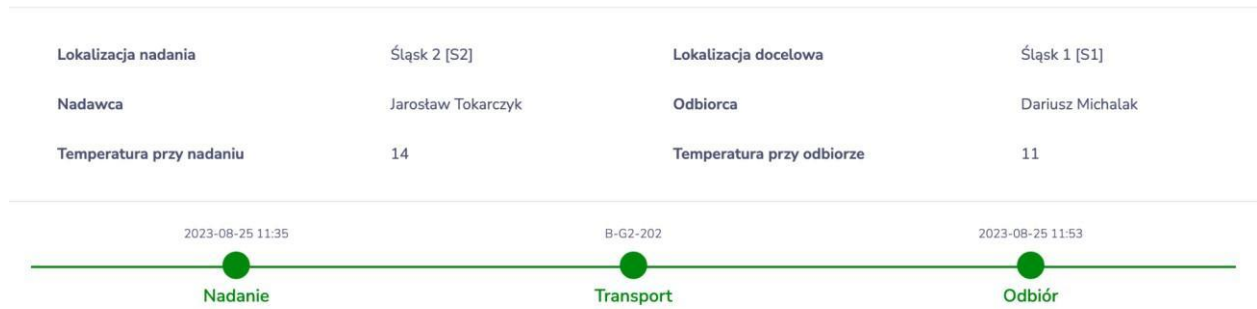 Lokalizacja nadania Śląsk 2 [S2] Lokalizacja docelowa Śląsk 1 [S1]
Nadawca Jarosław Tokarczyk Odbiorca Dariusz Michalak
Temperatura przy nadaniu 14 Temperatura przy odbiorze 11
2023-08-25 11:35 B-G2-202 2023-08-25 11:53
Nadanie Transport Odbiór